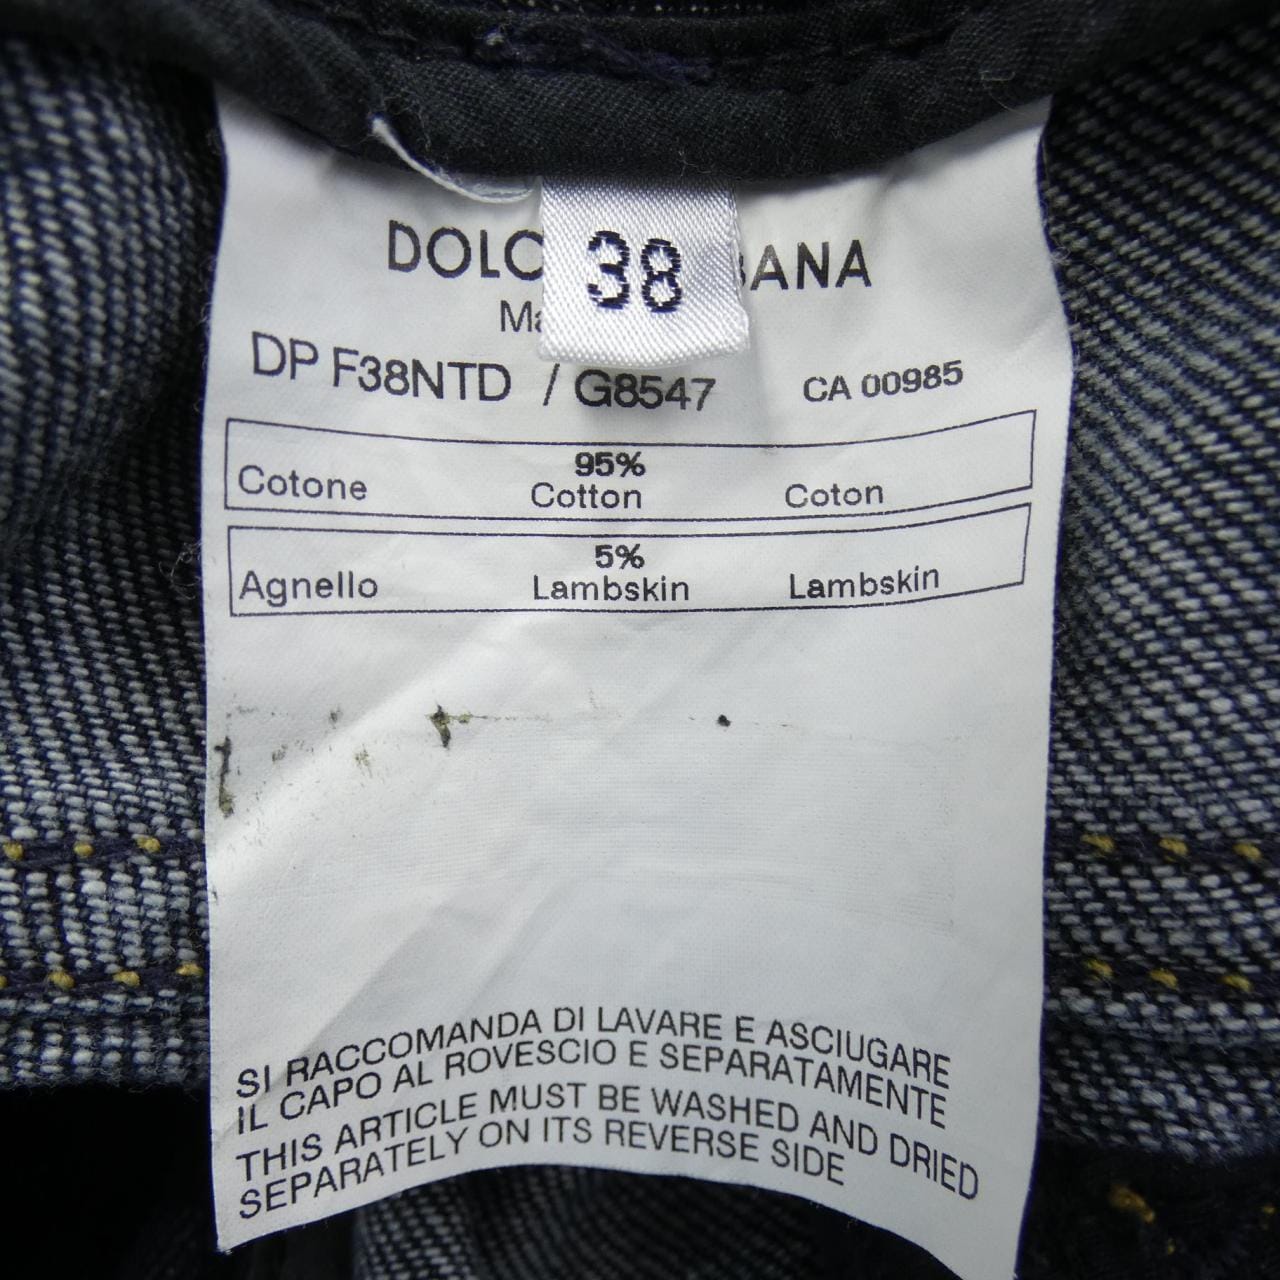 DOLC
38
BANA
Ma
DP F38NTD / G8547 CA 00985
95%
Cotone Cotton Coton
5%
Agnello Lambskin Lambskin
SI RACCOMANDA DI LAVARE E ASCIUGARE
IL CAPO AL ROVESCIO E SEPARATAMENTE
THIS ARTICLE MUST BE WASHED AND DRIED
SEPARATELY ON ITS REVERSE SIDE